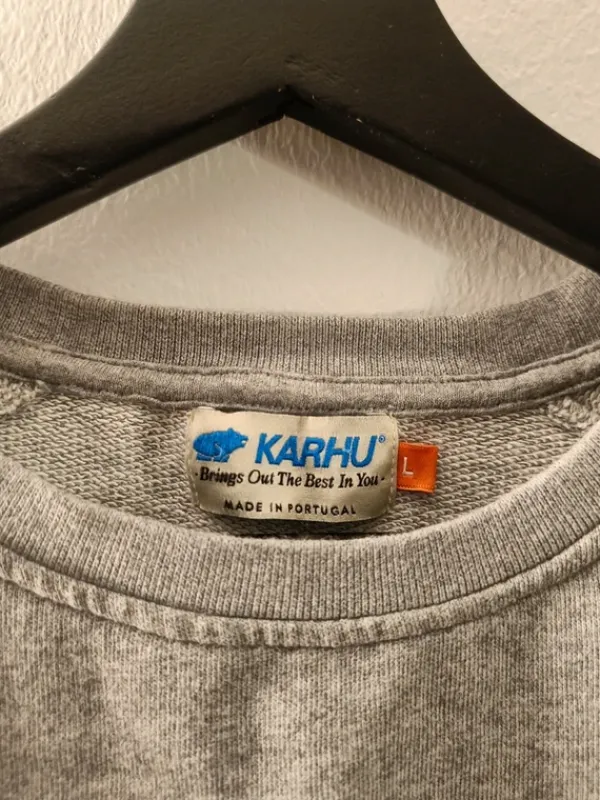 KARHU®
·Brings Out The Best In You·
MADE IN PORTUGAL
L